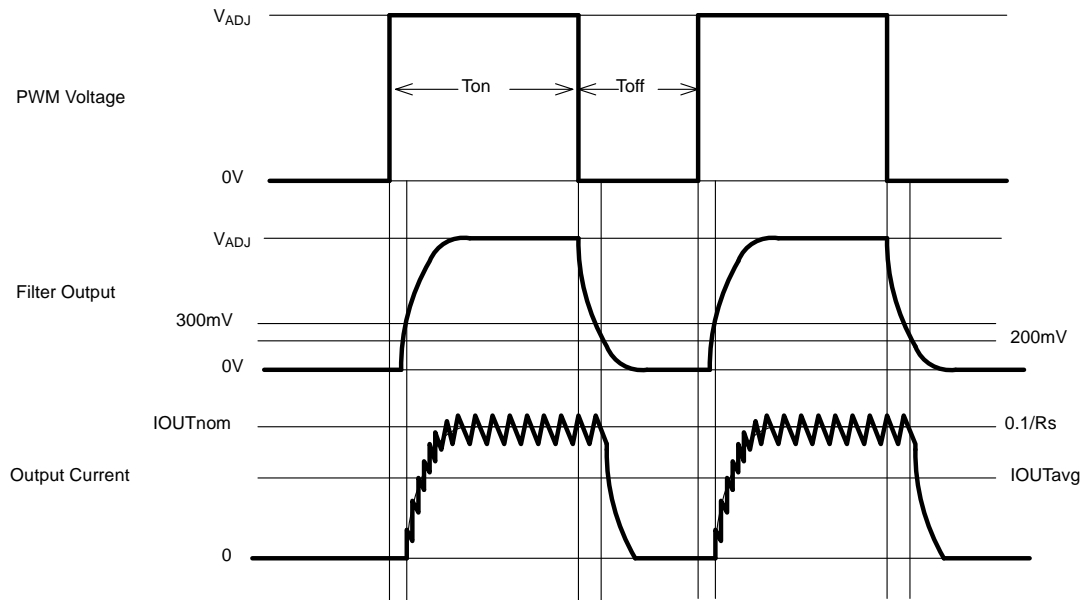 VADJ
PWM Voltage
Ton
Toff
0V
VADJ
Filter Output
300mV
200mV
0V
IOUTnom
0.1/Rs
Output Current
IOUTavg
0